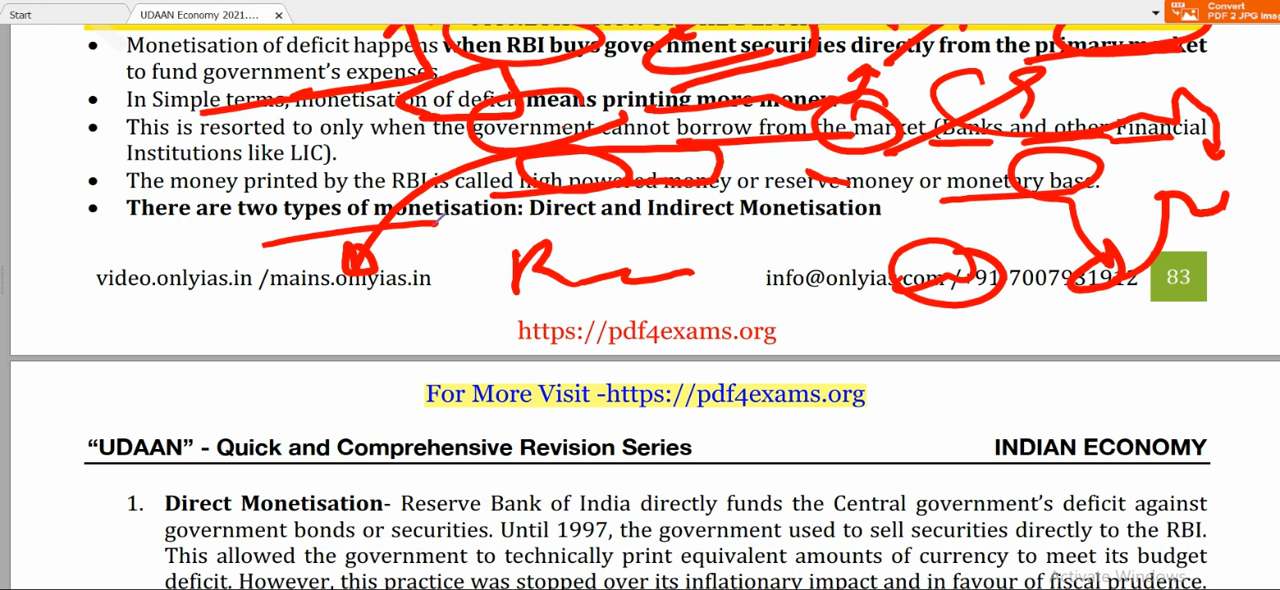 Start
UDAAN Economy 2021....
Convert
PDF 2 JPG Imag
• Monetisation of deficit happens when RBI buys government securities directly from the primary market
to fund government's expenses.
• In Simple terms, monetisation of deficit means printing more money.
• This is resorted to only when the government cannot borrow from the market (Banks and other Financial
Institutions like LIC).
• The money printed by the RBI is called high powered money or reserve money or monetary base.
• There are two types of monetisation: Direct and Indirect Monetisation
video.onlyias.in /mains.onlyias.in info@onlyias.com/+91 7007931912 83
https://pdf4exams.org
For More Visit -https://pdf4exams.org
“UDAAN” - Quick and Comprehensive Revision Series INDIAN ECONOMY
1. Direct Monetisation- Reserve Bank of India directly funds the Central government's deficit against
government bonds or securities. Until 1997, the government used to sell securities directly to the RBI.
This allowed the government to technically print equivalent amounts of currency to meet its budget
deficit. However, this practice was stopped over its inflationary impact and in favour of fiscal prudence.
Activate Windows